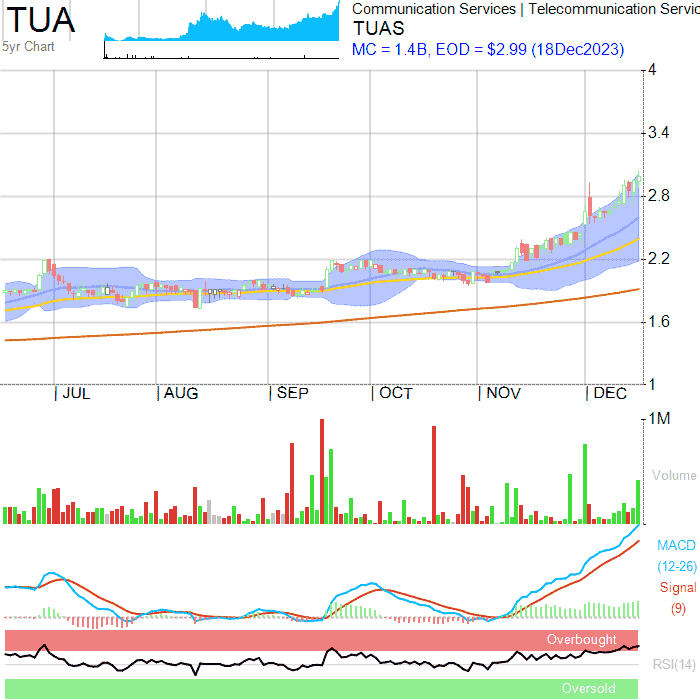 TUA
5yr Chart
Communication Services | Telecommunication Servic
TUAS
MC = 1.4B, EOD = $2.99 (18Dec2023)
4
3.4
2.8
2.2
1.6
1
| JUL | AUG | SEP | OCT | NOV | DEC
1M
Volume
MACD
(12-26)
Signal
(9)
Overbought
RSI(14)
Oversold